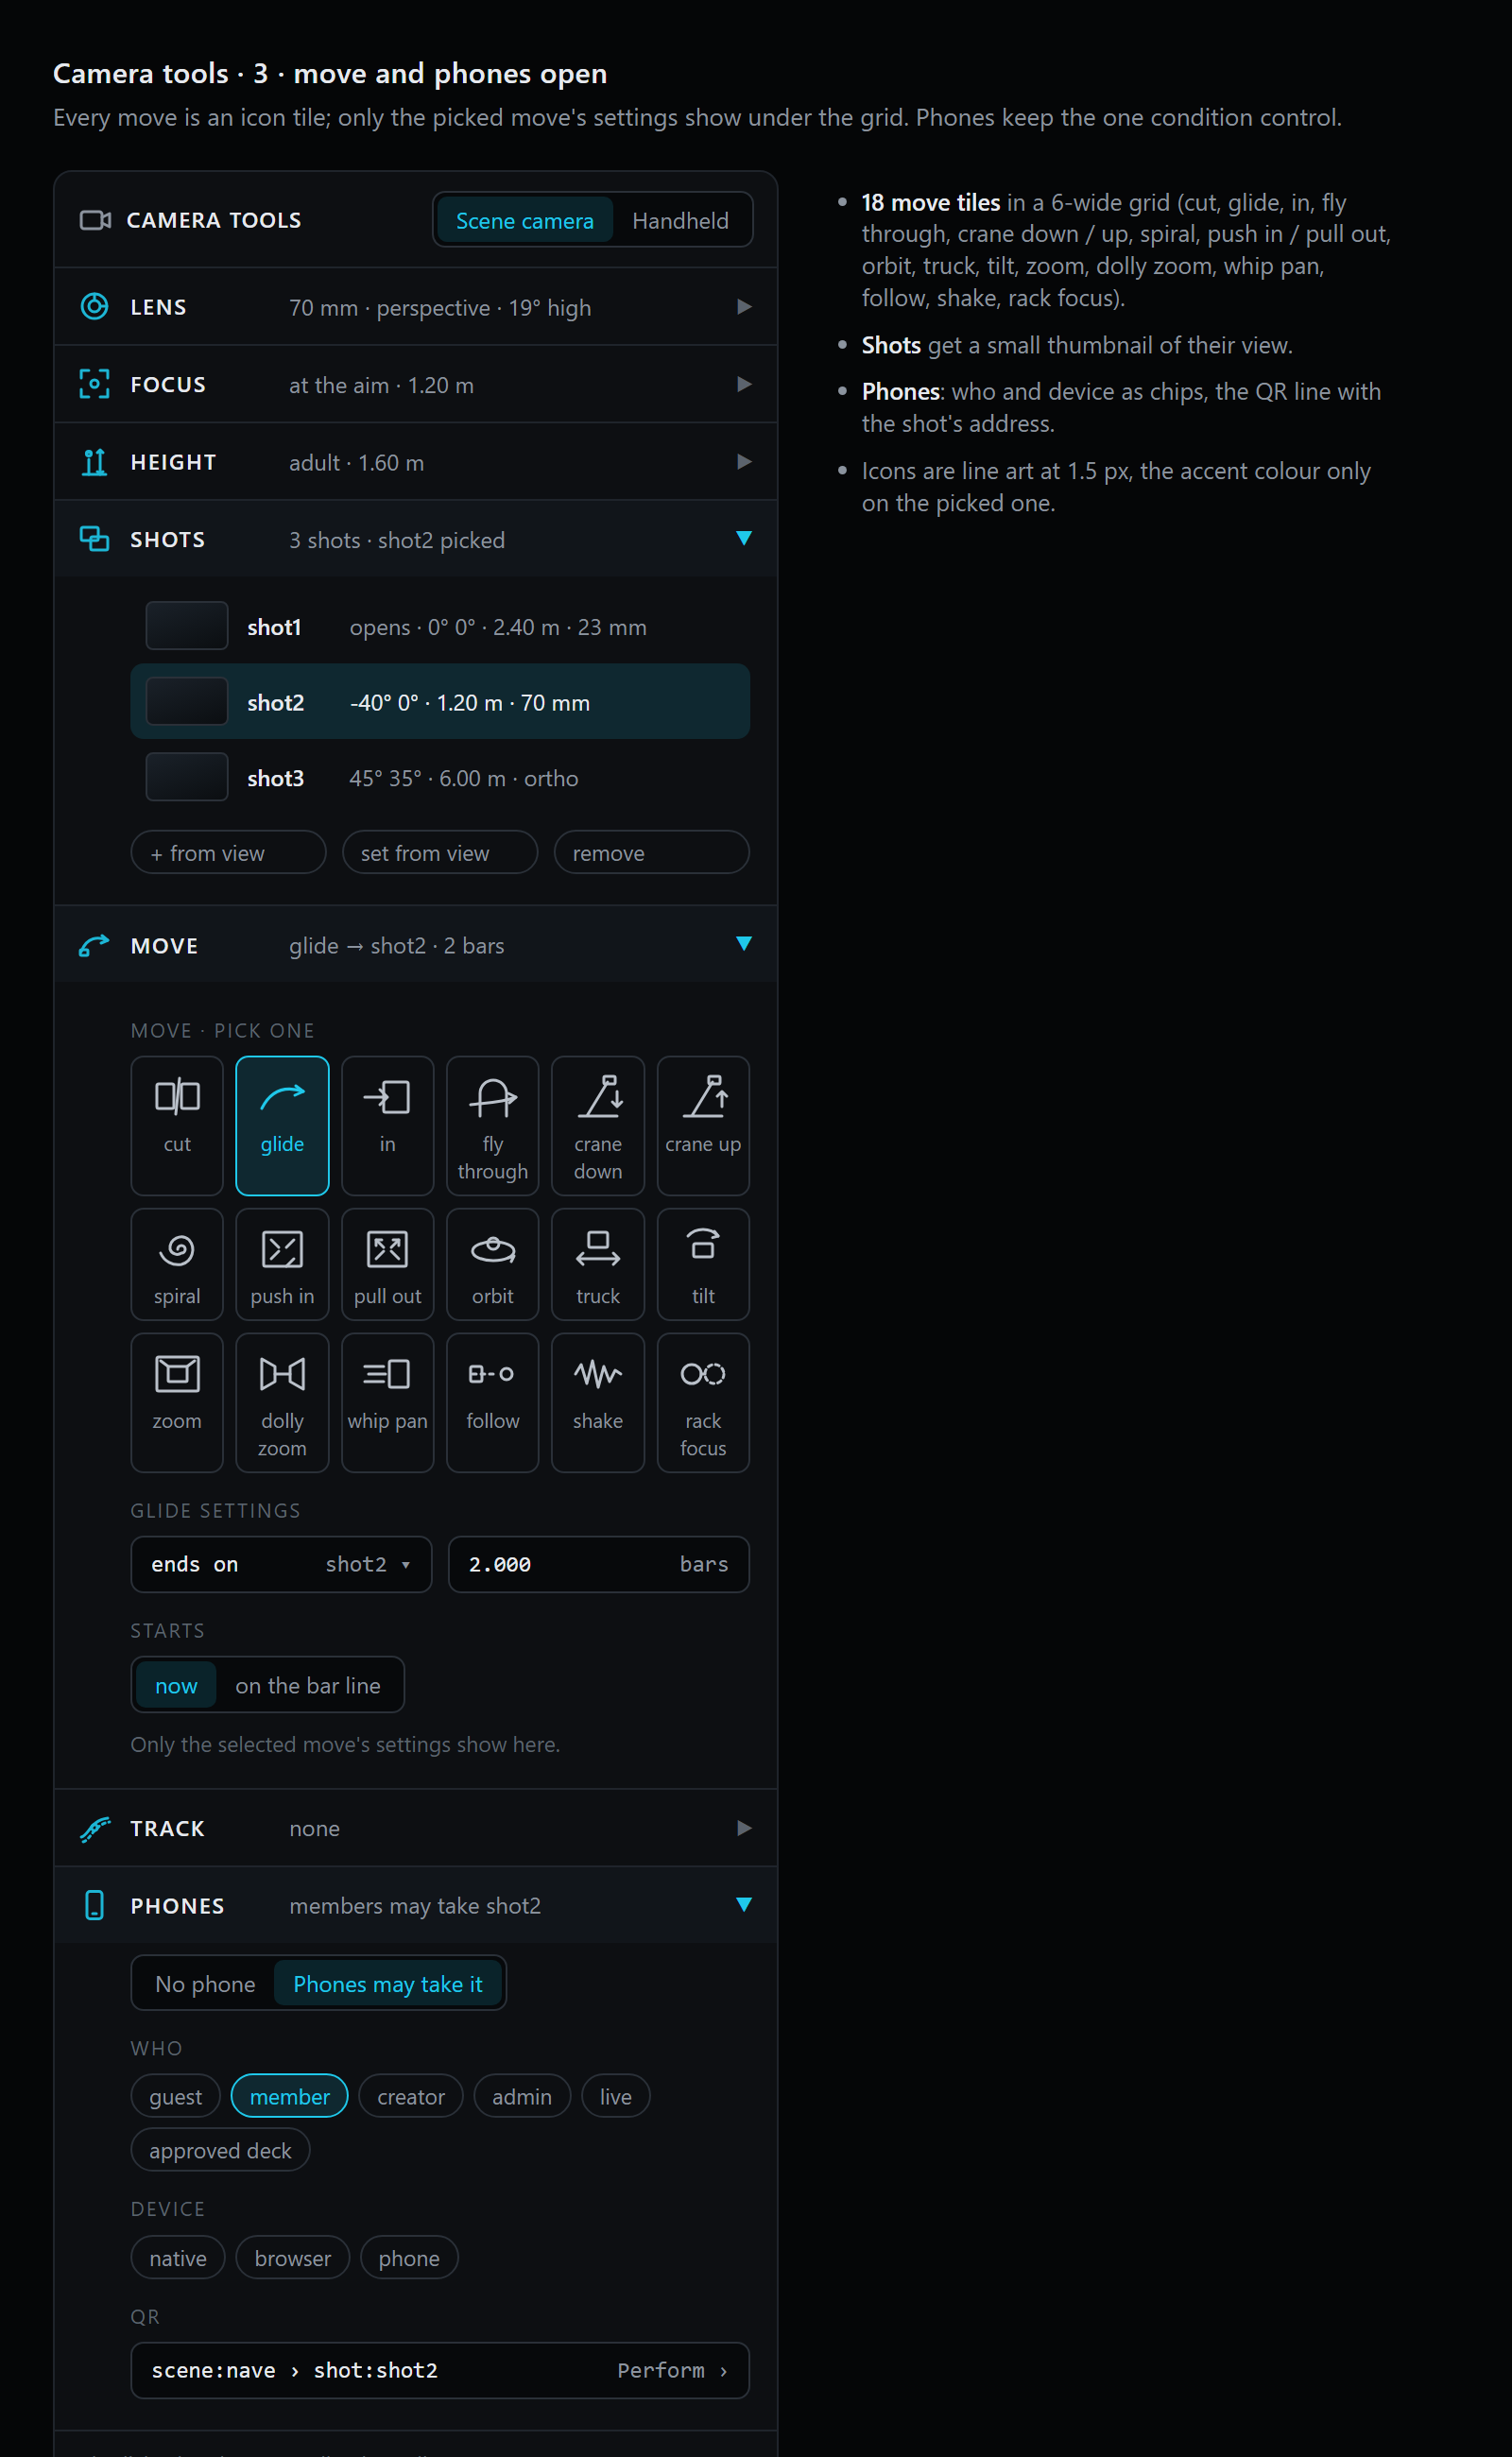 Camera tools · 3 · move and phones open
Every move is an icon tile; only the picked move's settings show under the grid. Phones keep the one condition control.
CAMERA TOOLS
Scene camera
Handheld
LENS
70 mm · perspective · 19° high
FOCUS
at the aim · 1.20 m
HEIGHT
adult · 1.60 m
SHOTS
3 shots · shot2 picked
shot1
opens · 0° 0° · 2.40 m · 23 mm
shot2
-40° 0° · 1.20 m · 70 mm
shot3
45° 35° · 6.00 m · ortho
+ from view
set from view
remove
MOVE
glide → shot2 · 2 bars
MOVE · PICK ONE
cut
glide
in
fly
through
crane
down
crane up
spiral
push in
pull out
orbit
truck
tilt
zoom
dolly
zoom
whip pan
follow
shake
rack
focus
GLIDE SETTINGS
ends on
shot2 ▾
2.000
bars
STARTS
now
on the bar line
Only the selected move's settings show here.
TRACK
none
PHONES
members may take shot2
No phone
Phones may take it
WHO
guest
member
creator
admin
live
approved deck
DEVICE
native
browser
phone
QR
scene:nave › shot:shot2
Perform ›
18 move tiles in a 6-wide grid (cut, glide, in, fly
through, crane down / up, spiral, push in / pull out,
orbit, truck, tilt, zoom, dolly zoom, whip pan,
follow, shake, rack focus).
Shots get a small thumbnail of their view.
Phones: who and device as chips, the QR line with
the shot's address.
Icons are line art at 1.5 px, the accent colour only
on the picked one.